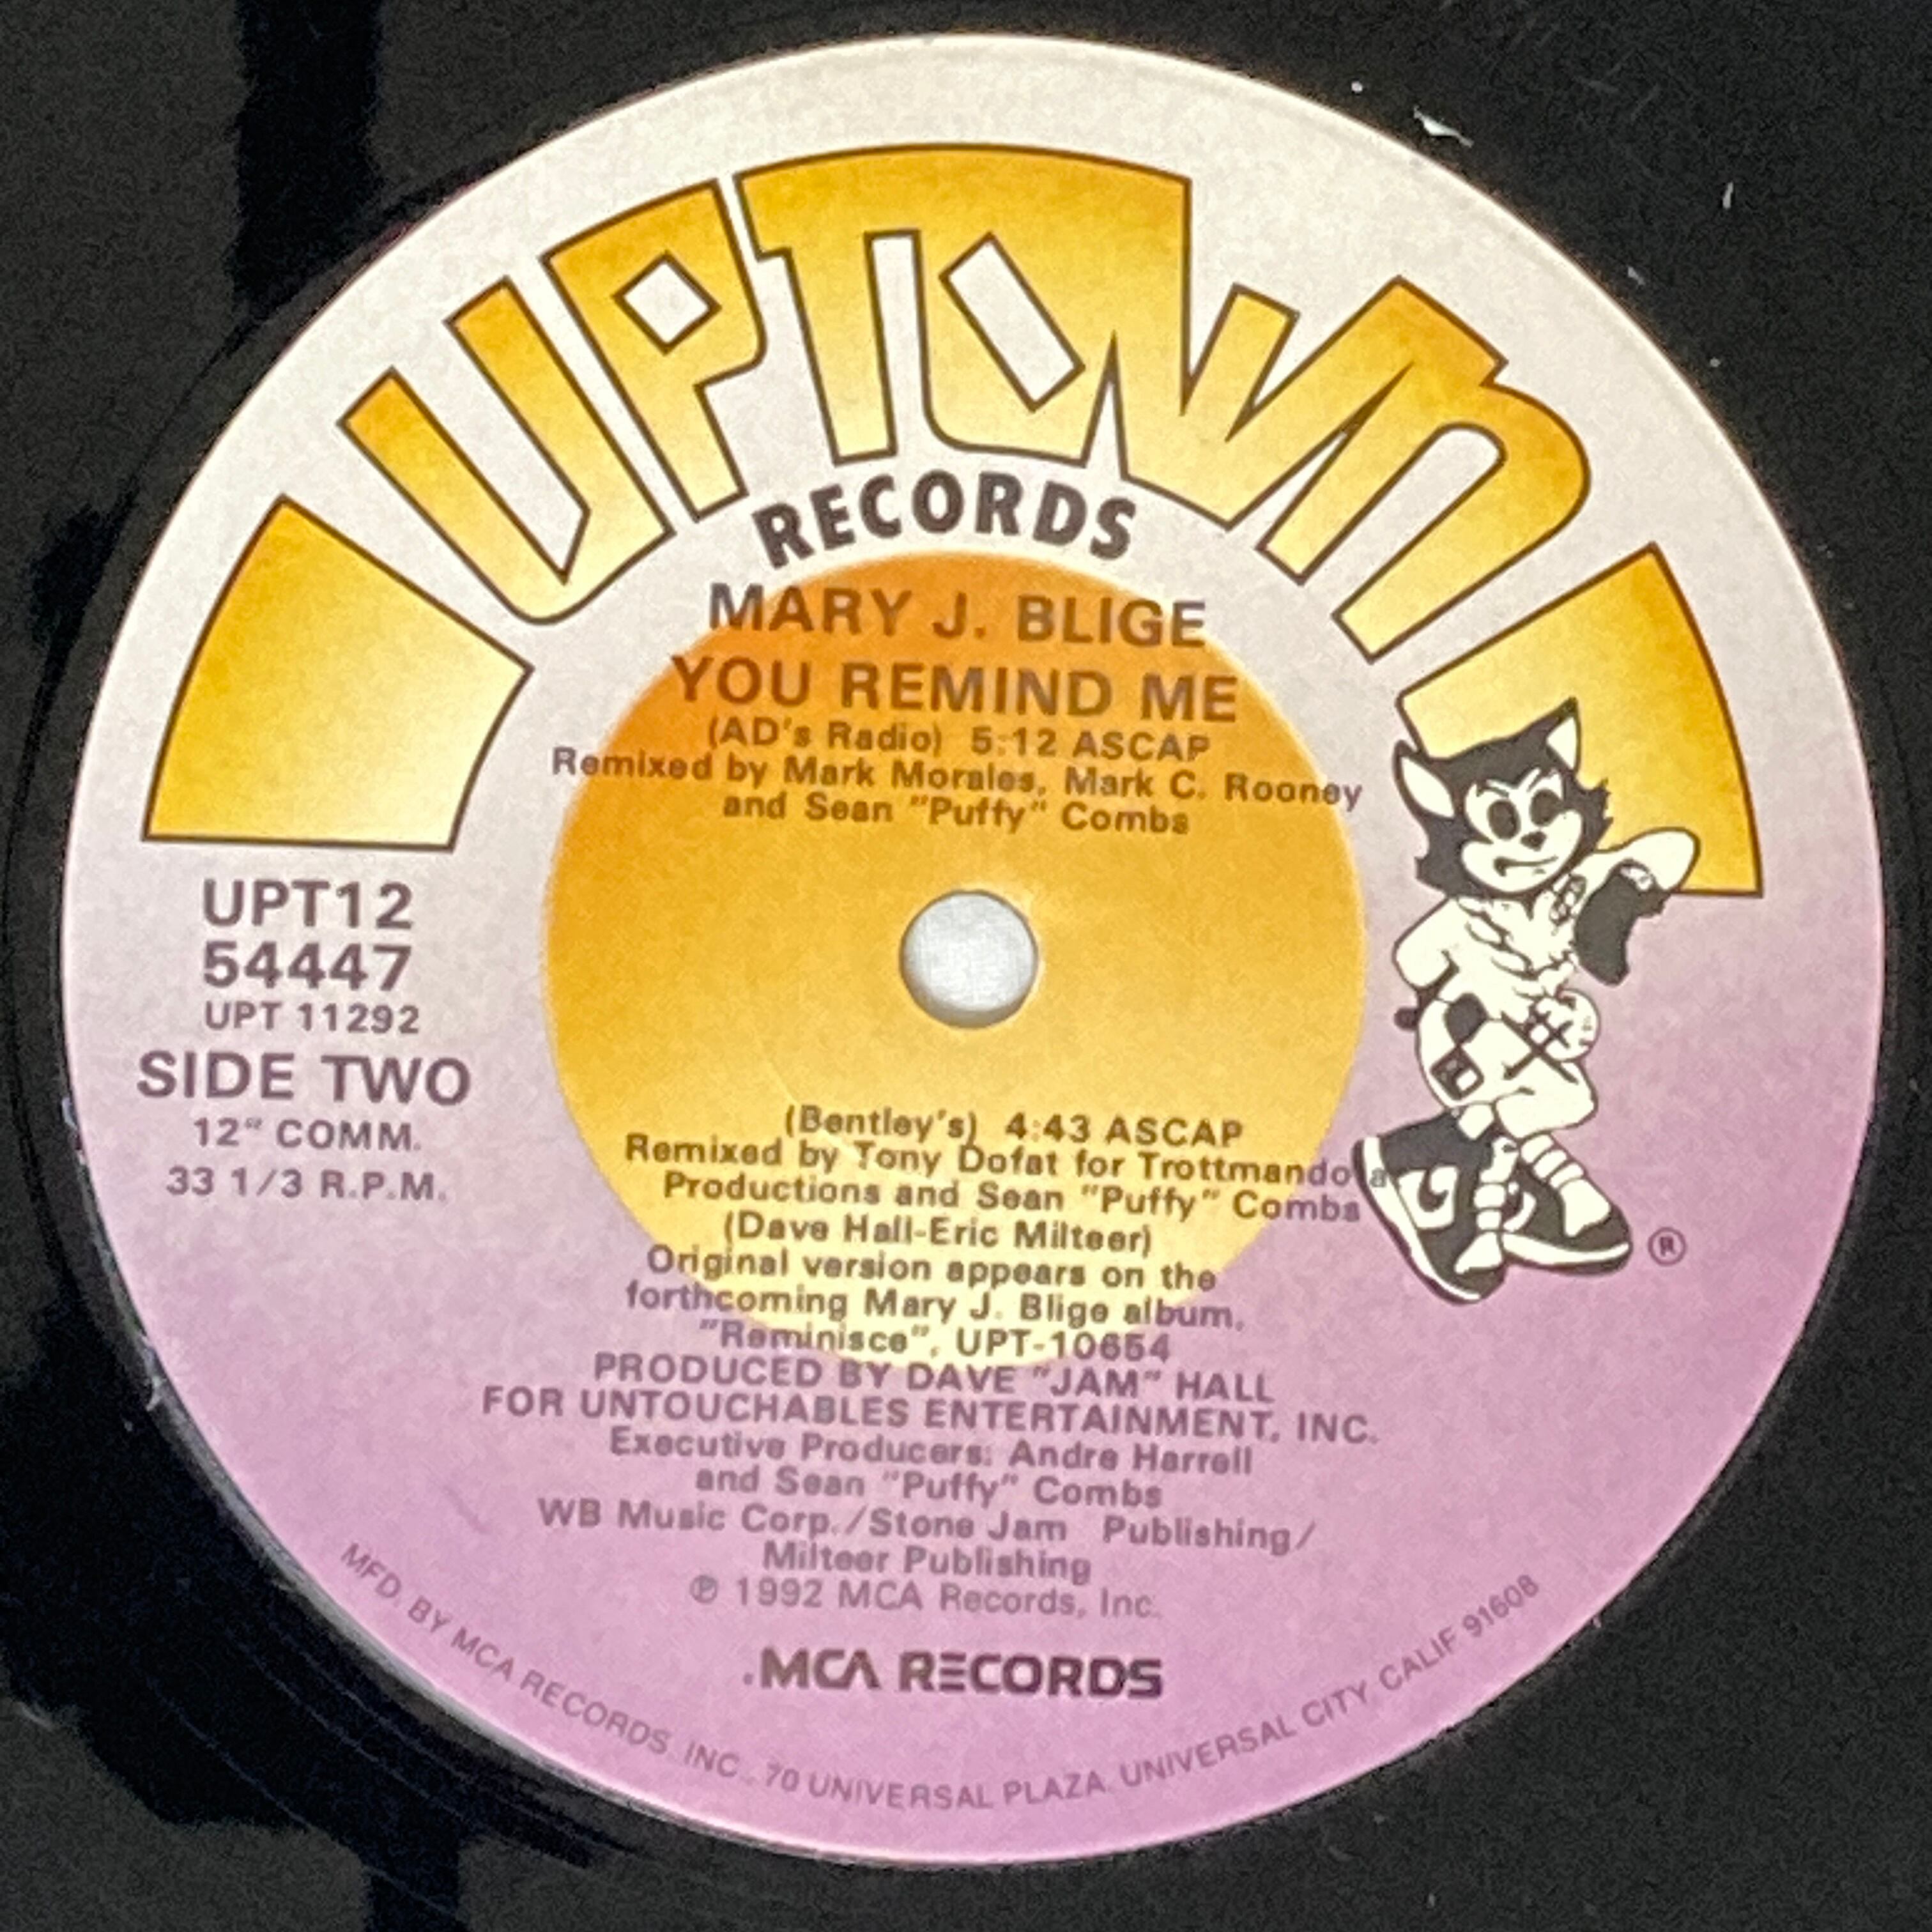 UPTOWN
RECORDS
MARY J. BLIGE
YOU REMIND ME
(AD's Radio) 5:12 ASCAP
Remixed by Mark Morales, Mark C. Rooney
and Sean "Puffy" Combs
UPT12
54447
UPT 11292
SIDE TWO
12" COMM.
33 1/3 R.P.M.
(Bentley's) 4:43 ASCAP
Remixed by Tony Dofat for Trottmandola
Productions and Sean "Puffy" Combs
(Dave Hall-Eric Milteer)
Original version appears on the
forthcoming Mary J. Blige album,
"Reminisce", UPT-10654
PRODUCED BY DAVE "JAM" HALL
FOR UNTOUCHABLES ENTERTAINMENT, INC.
Executive Producers: Andre Harrell
and Sean "Puffy" Combs
WB Music Corp./Stone Jam Publishing/
Milteer Publishing
℗ 1992 MCA Records, Inc.
®
MCA RECORDS
MFD. BY MCA RECORDS, INC., 70 UNIVERSAL PLAZA, UNIVERSAL CITY, CALIF 91608